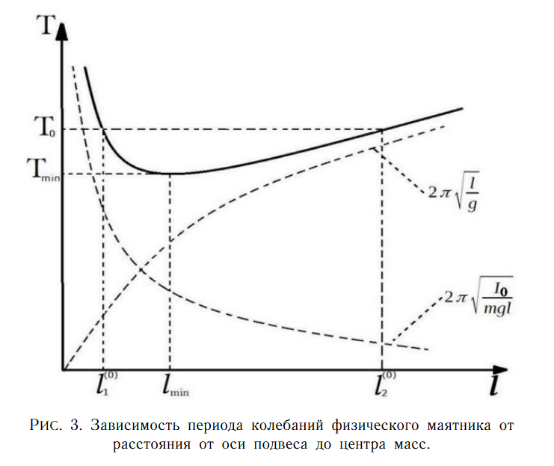 T
T₀
T_min
2π√(l/g)
2π√(I₀/mgl)
l₁⁽⁰⁾
l_min
l₂⁽⁰⁾
l
Рис. 3. Зависимость периода колебаний физического маятника от
расстояния от оси подвеса до центра масс.